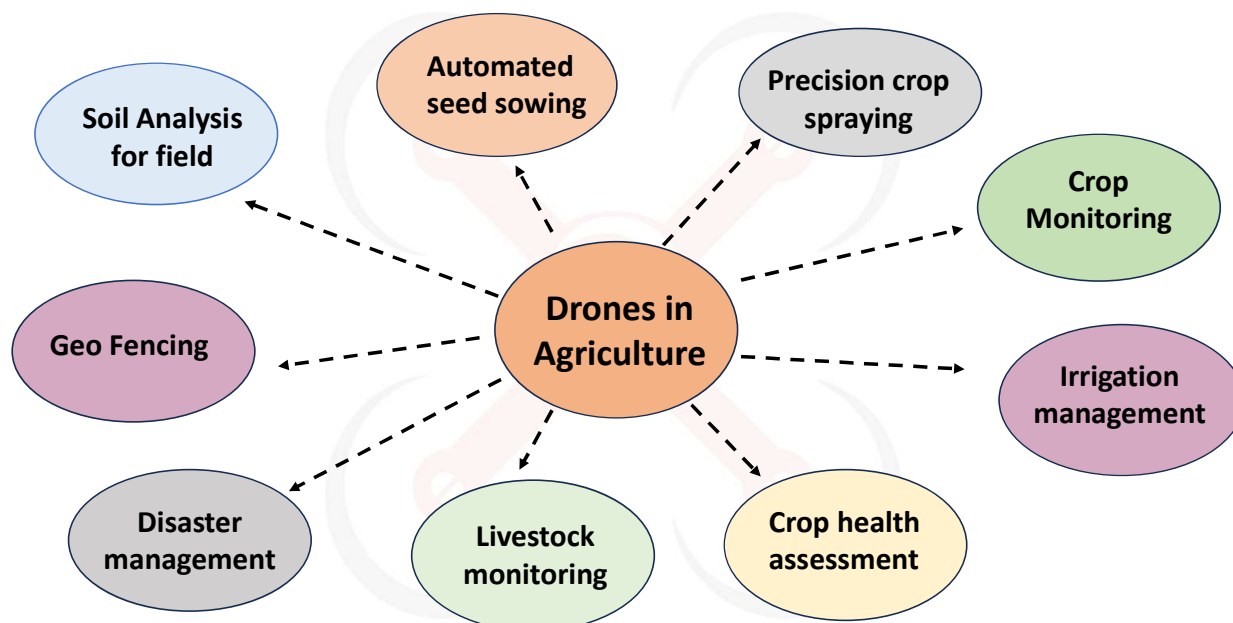 Automated
seed sowing
Precision crop
spraying
Soil Analysis
for field
Crop
Monitoring
Drones in
Agriculture
Geo Fencing
Irrigation
management
Disaster
management
Livestock
monitoring
Crop health
assessment